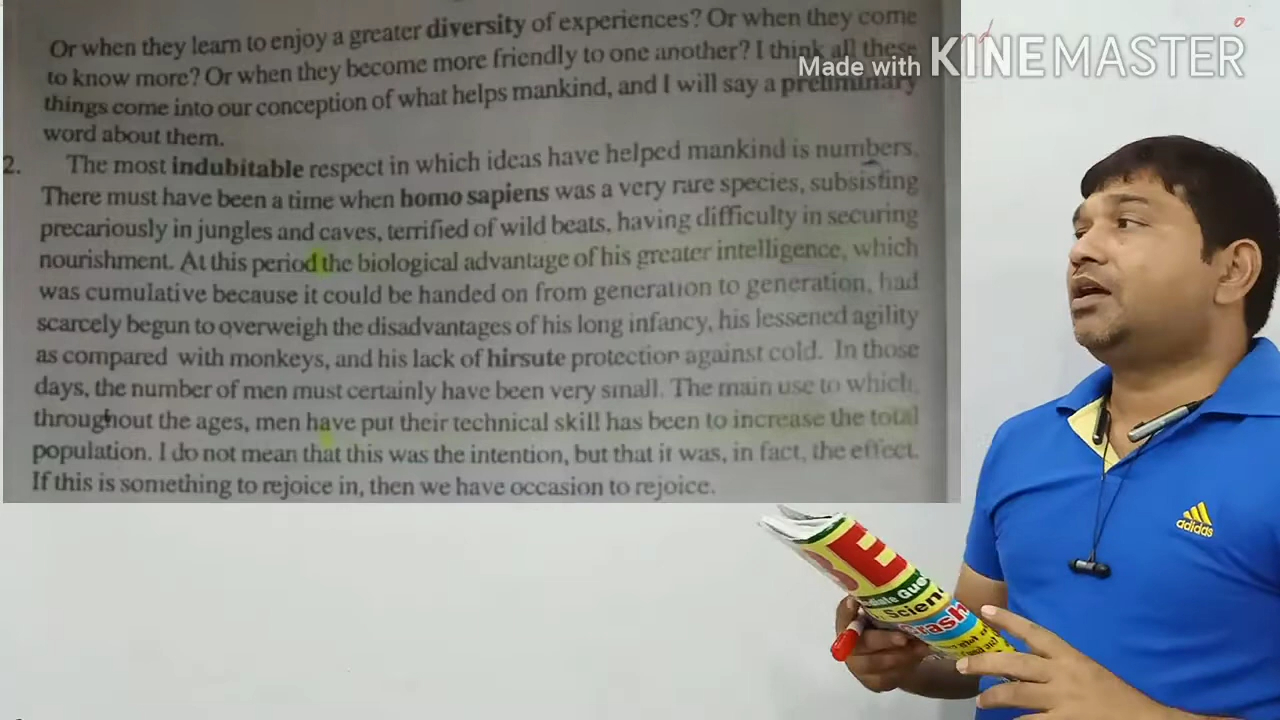 Or when they learn to enjoy a greater diversity of experiences? Or when they come
to know more? Or when they become more friendly to one another? I think all these
things come into our conception of what helps mankind, and I will say a preliminary
word about them.
2. The most indubitable respect in which ideas have helped mankind is numbers.
There must have been a time when homo sapiens was a very rare species, subsisting
precariously in jungles and caves, terrified of wild beats, having difficulty in securing
nourishment. At this period the biological advantage of his greater intelligence, which
was cumulative because it could be handed on from generation to generation, had
scarcely begun to overweigh the disadvantages of his long infancy, his lessened agility
as compared with monkeys, and his lack of hirsute protection against cold. In those
days, the number of men must certainly have been very small. The main use to which,
throughout the ages, men have put their technical skill has been to increase the total
population. I do not mean that this was the intention, but that it was, in fact, the effect.
If this is something to rejoice in, then we have occasion to rejoice.
Made with KINEMASTER
adidas
BE
Scien
Crash